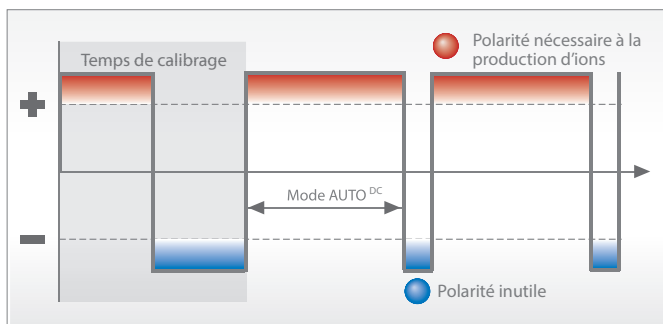 Temps de calibrage
Polarité nécessaire à la
production d'ions
+
Mode AUTO DC
−
Polarité inutile